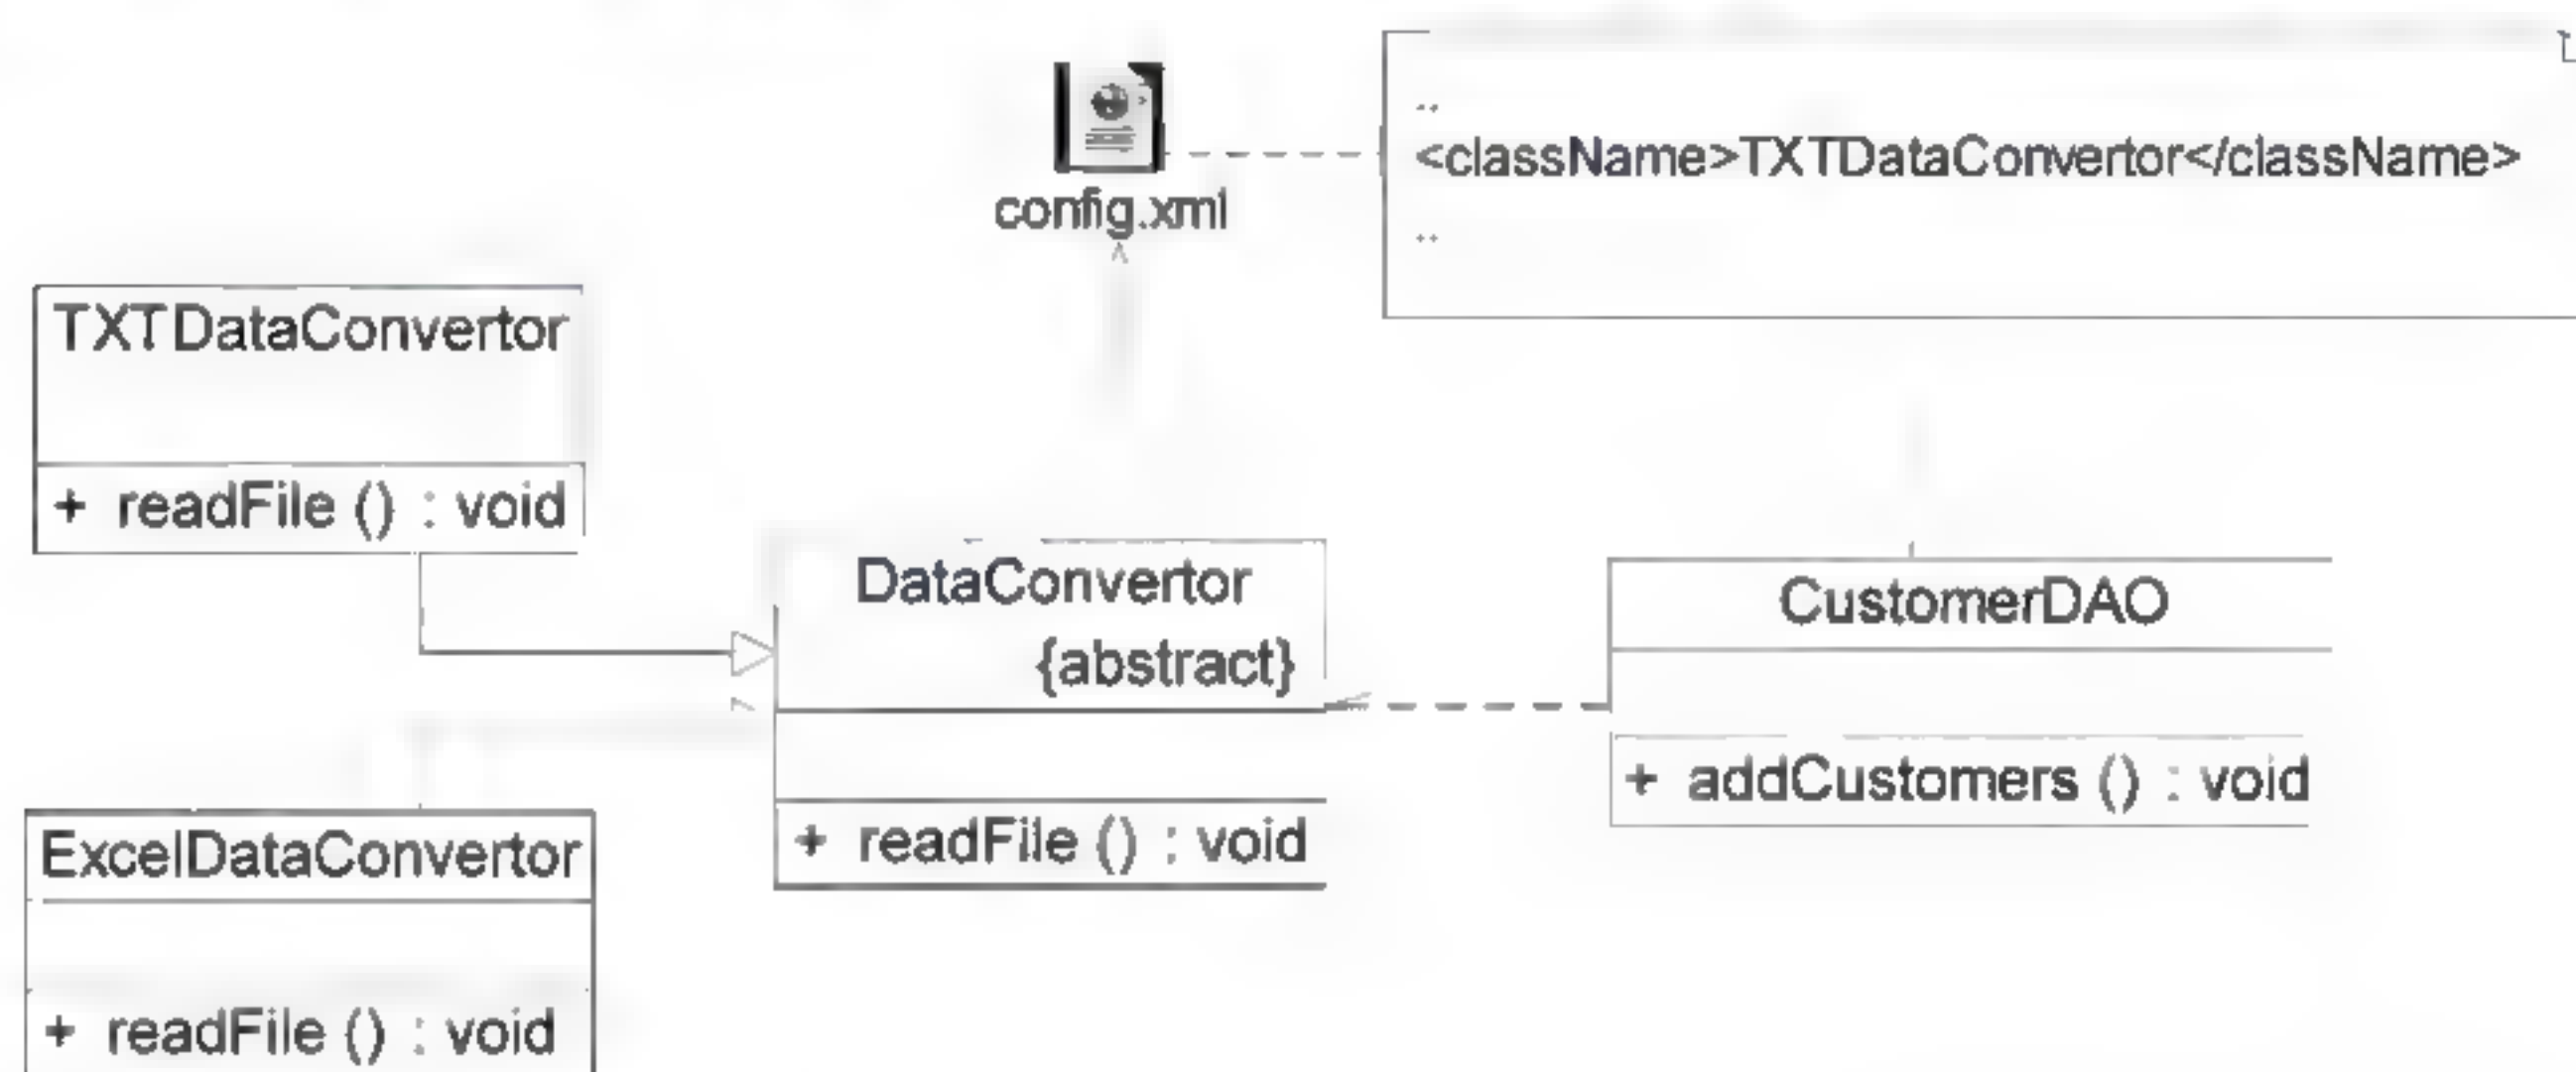 ..
<className>TXTDataConvertor</className>
..
config.xml
TXTDataConvertor
+ readFile () : void
DataConvertor
{abstract}
+ readFile () : void
CustomerDAO
+ addCustomers () : void
ExcelDataConvertor
+ readFile () : void